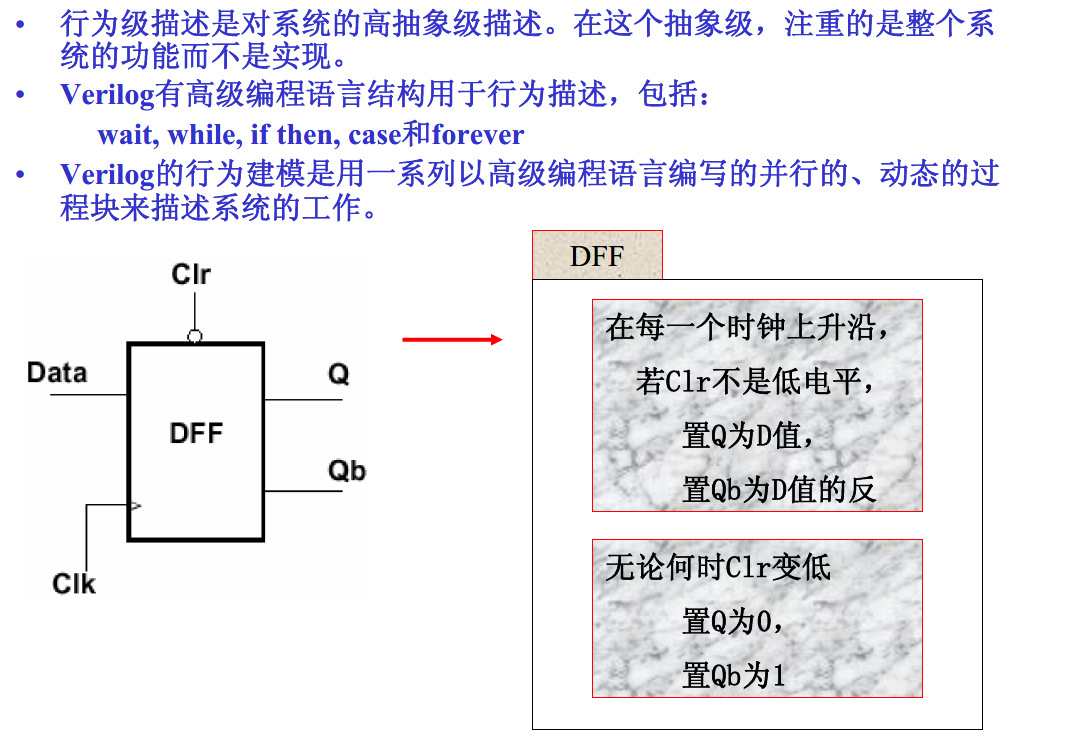 • 行为级描述是对系统的高抽象级描述。在这个抽象级，注重的是整个系
统的功能而不是实现。
• Verilog有高级编程语言结构用于行为描述，包括：
wait, while, if then, case和forever
• Verilog的行为建模是用一系列以高级编程语言编写的并行的、动态的过
程块来描述系统的工作。
Clr
Data
Q
DFF
Qb
Clk
DFF
在每一个时钟上升沿，
若Clr不是低电平，
置Q为D值，
置Qb为D值的反
无论何时Clr变低
置Q为0，
置Qb为1